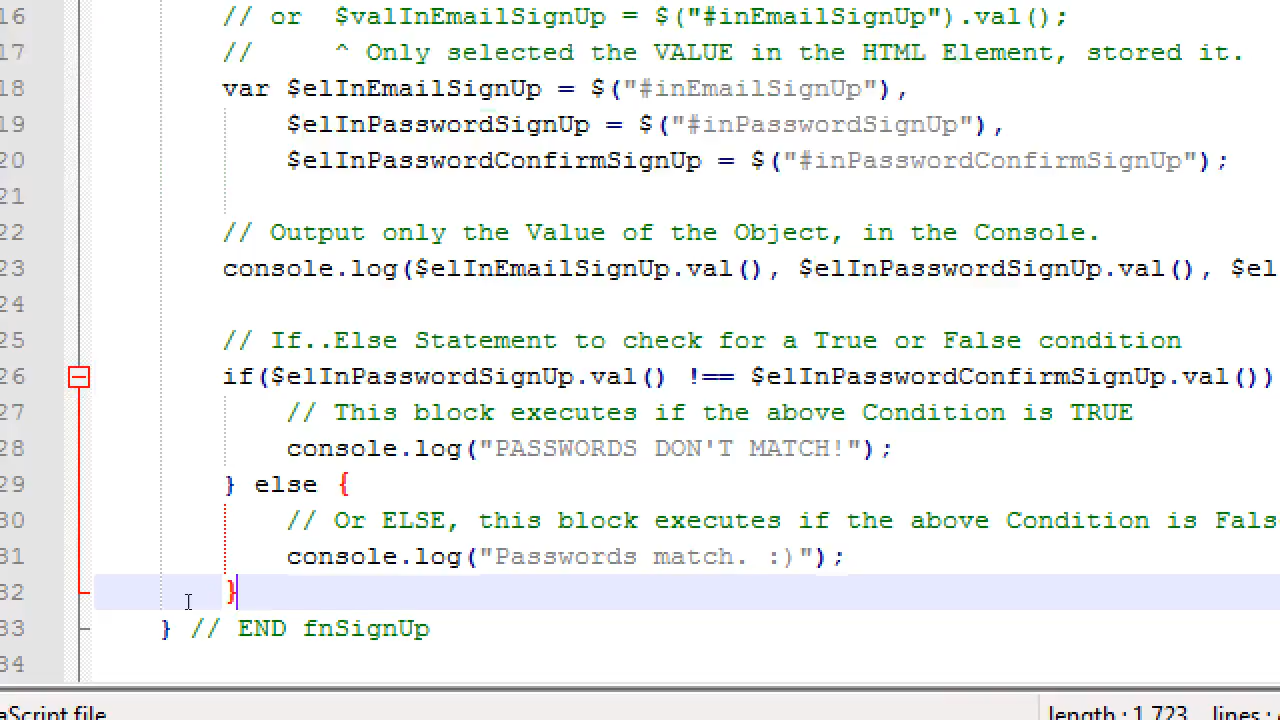 16 // or $valInEmailSignUp = $("#inEmailSignUp").val();
17 // ^ Only selected the VALUE in the HTML Element, stored it.
18 var $elInEmailSignUp = $("#inEmailSignUp"),
19 $elInPasswordSignUp = $("#inPasswordSignUp"),
20 $elInPasswordConfirmSignUp = $("#inPasswordConfirmSignUp");
21
22 // Output only the Value of the Object, in the Console.
23 console.log($elInEmailSignUp.val(), $elInPasswordSignUp.val(), $el
24
25 // If..Else Statement to check for a True or False condition
26 if($elInPasswordSignUp.val() !== $elInPasswordConfirmSignUp.val())
27 // This block executes if the above Condition is TRUE
28 console.log("PASSWORDS DON'T MATCH!");
29 } else {
30 // Or ELSE, this block executes if the above Condition is Fals
31 console.log("Passwords match. :)");
32 }
33 } // END fnSignUp
34
aScript file length : 1,723 lines :